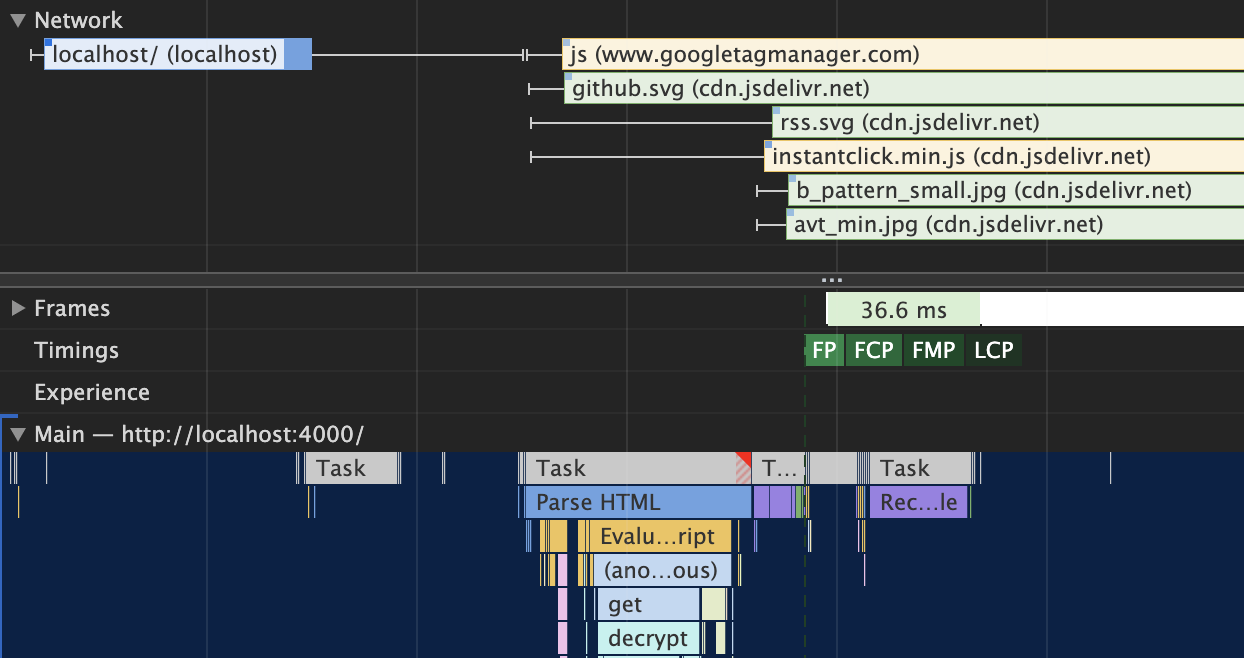 Network
localhost/ (localhost)
js (www.googletagmanager.com)
github.svg (cdn.jsdelivr.net)
rss.svg (cdn.jsdelivr.net)
instantclick.min.js (cdn.jsdelivr.net)
b_pattern_small.jpg (cdn.jsdelivr.net)
avt_min.jpg (cdn.jsdelivr.net)
Frames
36.6 ms
Timings
FP FCP FMP LCP
Experience
Main — http://localhost:4000/
Task Task T... Task
Parse HTML Rec...le
Evalu...ript
(ano...ous)
get
decrypt